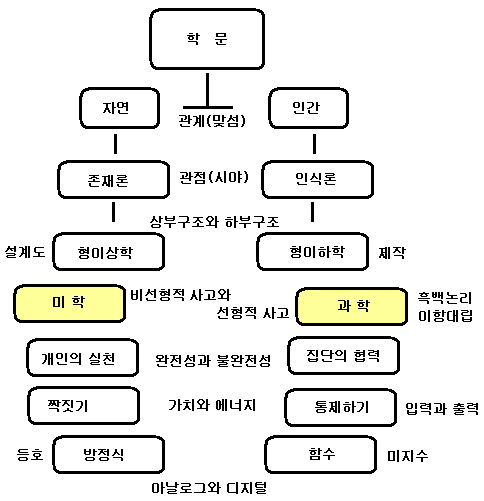 학 문
자연
인간
관계(맞섬)
존재론
관점(시야)
인식론
상부구조와 하부구조
설계도
형이상학
형이하학
제작
미 학
비선형적 사고와
선형적 사고
과 학
흑백논리
이항대립
개인의 실천
완전성과 불완전성
집단의 협력
짝짓기
가치와 에너지
통제하기
입력과 출력
등호
방정식
함수
미지수
아날로그와 디지털